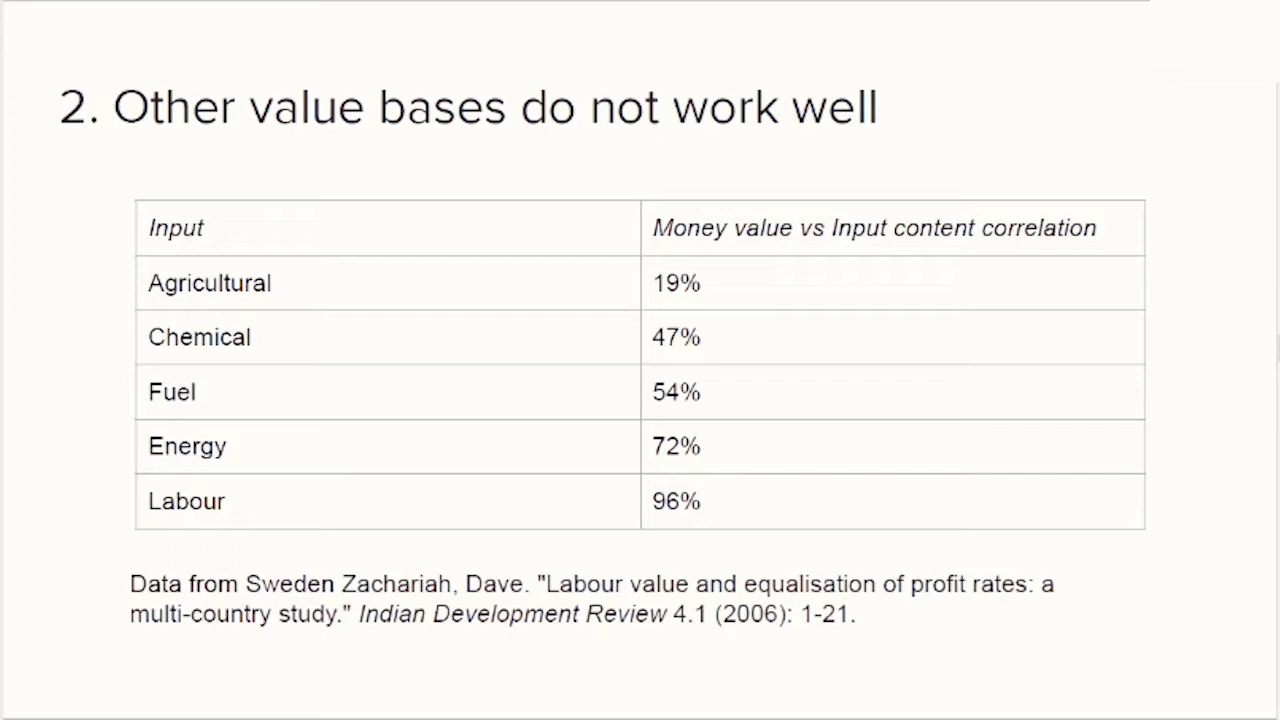 2. Other value bases do not work well
Input Money value vs Input content correlation
Agricultural 19%
Chemical 47%
Fuel 54%
Energy 72%
Labour 96%
Data from Sweden Zachariah, Dave. "Labour value and equalisation of profit rates: a
multi-country study." Indian Development Review 4.1 (2006): 1-21.